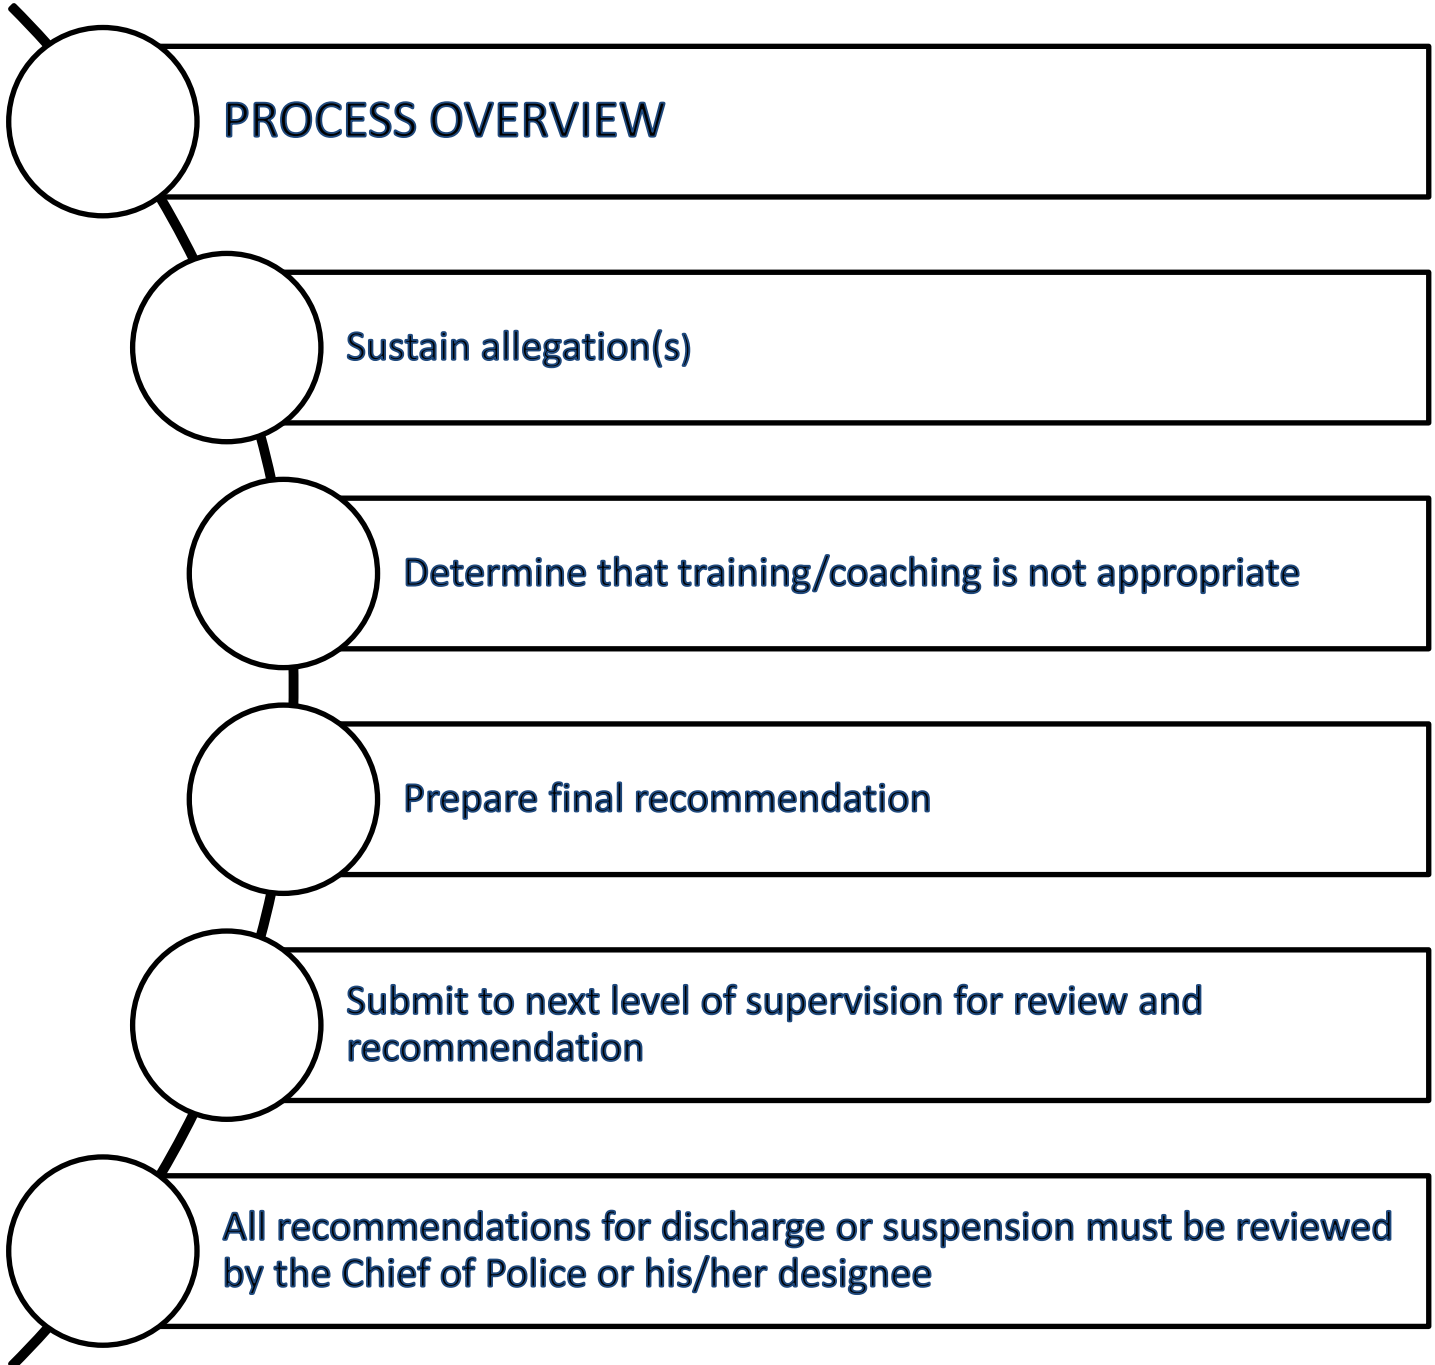 PROCESS OVERVIEW
Sustain allegation(s)
Determine that training/coaching is not appropriate
Prepare final recommendation
Submit to next level of supervision for review and
recommendation
All recommendations for discharge or suspension must be reviewed
by the Chief of Police or his/her designee